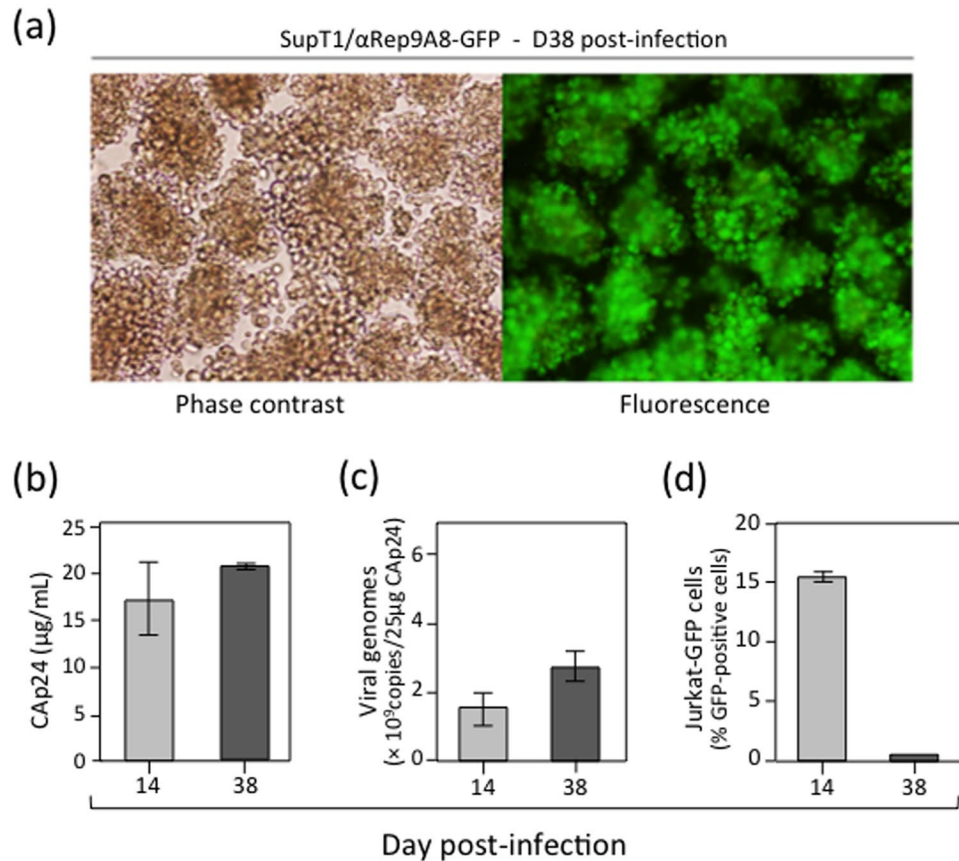 (a)
SupT1/αRep9A8-GFP - D38 post-infection
Phase contrast
Fluorescence
(b)
CAp24 (µg/mL)
25
20
15
10
5
0
14
38
(c)
Viral genomes
(× 10⁹copies/25µg CAp24)
6
4
2
0
14
38
(d)
Jurkat-GFP cells
(% GFP-positive cells)
20
15
10
5
0
14
38
Day post-infection